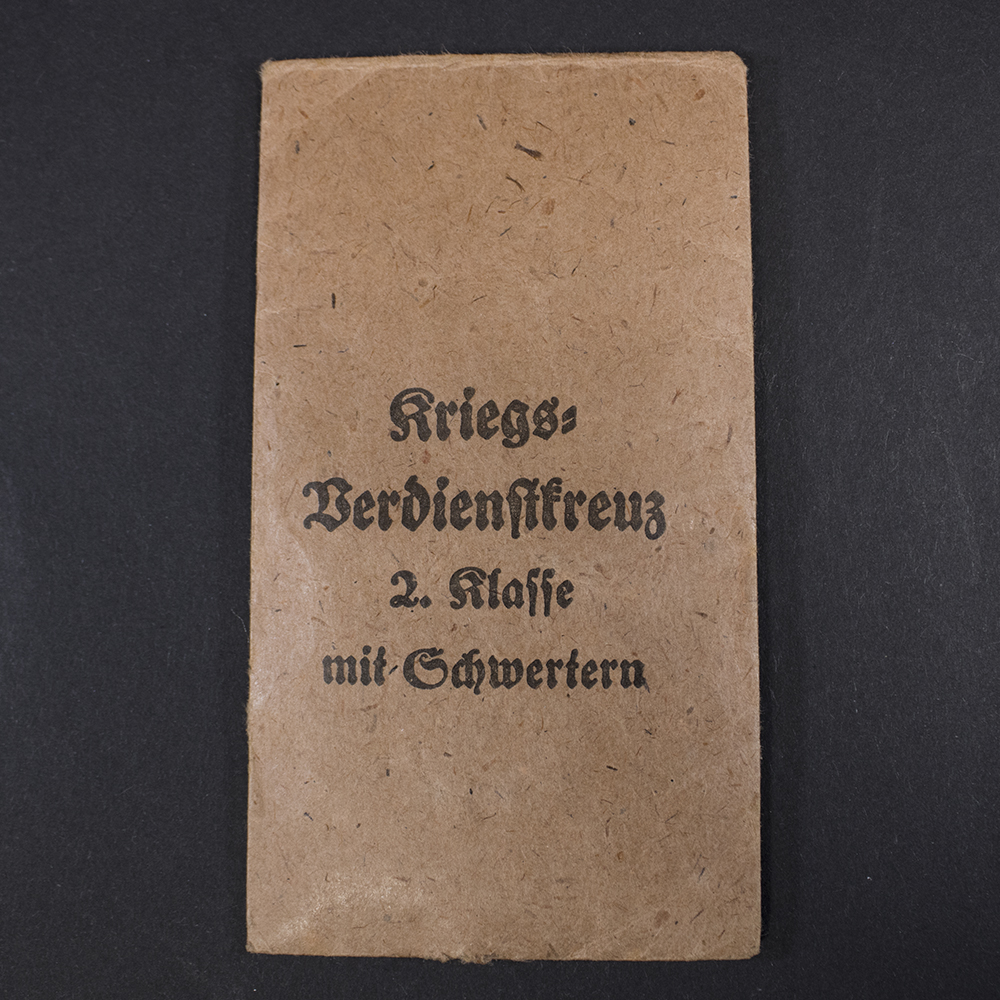 Kriegs-
Verdienstkreuz
2. Klasse
mit Schwertern